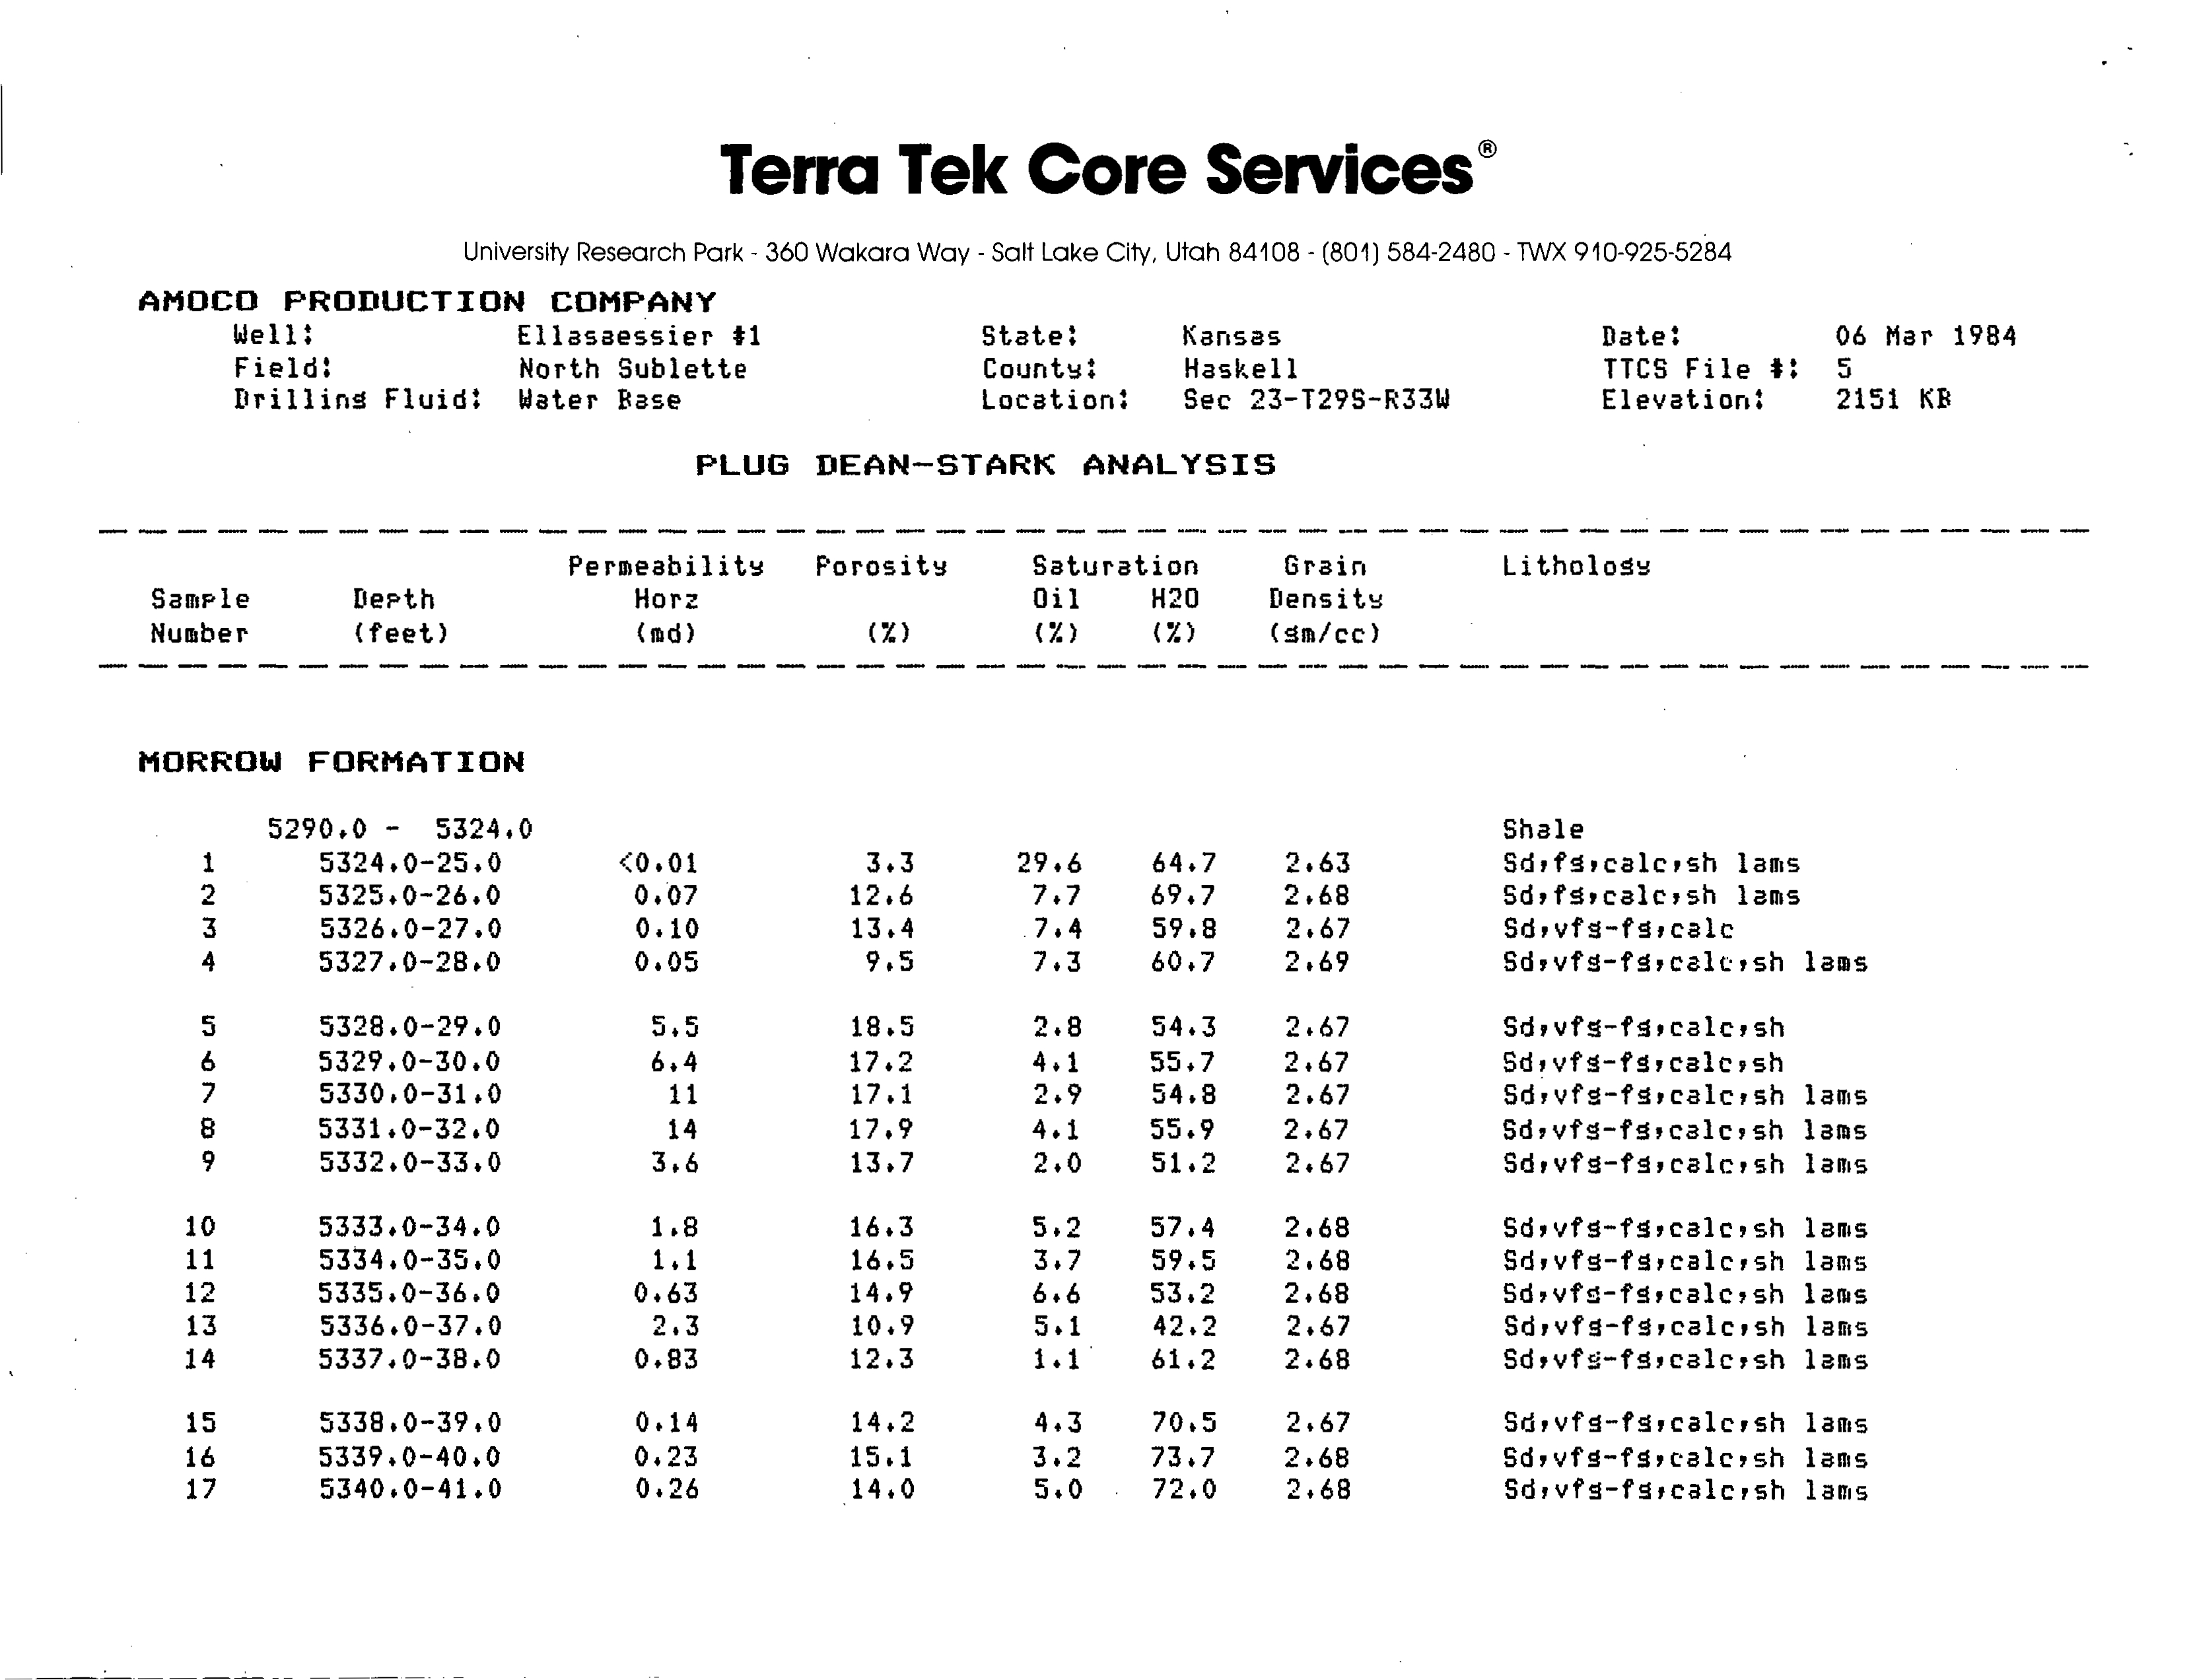 Terra Tek Core Services®
University Research Park - 360 Wakara Way - Salt Lake City, Utah 84108 - (801) 584-2480 - TWX 910-925-5284
AMOCO PRODUCTION COMPANY
Well: Ellasaessier #1 State: Kansas Date: 06 Mar 1984
Field: North Sublette County: Haskell TTCS File #: 5
Drilling Fluid: Water Base Location: Sec 23-T29S-R33W Elevation: 2151 KB
PLUG DEAN-STARK ANALYSIS
Permeability Porosity Saturation Grain Lithology
Sample Depth Horz Oil H2O Density
Number (feet) (md) (%) (%) (%) (gm/cc)
MORROW FORMATION
5290.0 - 5324.0 Shale
1 5324.0-25.0 <0.01 3.3 29.6 64.7 2.63 Sd,fg,calc,sh lams
2 5325.0-26.0 0.07 12.6 7.7 69.7 2.68 Sd,fg,calc,sh lams
3 5326.0-27.0 0.10 13.4 7.4 59.8 2.67 Sd,vfg-fg,calc
4 5327.0-28.0 0.05 9.5 7.3 60.7 2.69 Sd,vfg-fg,calc,sh lams
5 5328.0-29.0 5.5 18.5 2.8 54.3 2.67 Sd,vfg-fg,calc,sh
6 5329.0-30.0 6.4 17.2 4.1 55.7 2.67 Sd,vfg-fg,calc,sh
7 5330.0-31.0 11 17.1 2.9 54.8 2.67 Sd,vfg-fg,calc,sh lams
8 5331.0-32.0 14 17.9 4.1 55.9 2.67 Sd,vfg-fg,calc,sh lams
9 5332.0-33.0 3.6 13.7 2.0 51.2 2.67 Sd,vfg-fg,calc,sh lams
10 5333.0-34.0 1.8 16.3 5.2 57.4 2.68 Sd,vfg-fg,calc,sh lams
11 5334.0-35.0 1.1 16.5 3.7 59.5 2.68 Sd,vfg-fg,calc,sh lams
12 5335.0-36.0 0.63 14.9 6.6 53.2 2.68 Sd,vfg-fg,calc,sh lams
13 5336.0-37.0 2.3 10.9 5.1 42.2 2.67 Sd,vfg-fg,calc,sh lams
14 5337.0-38.0 0.83 12.3 1.1 61.2 2.68 Sd,vfg-fg,calc,sh lams
15 5338.0-39.0 0.14 14.2 4.3 70.5 2.67 Sd,vfg-fg,calc,sh lams
16 5339.0-40.0 0.23 15.1 3.2 73.7 2.68 Sd,vfg-fg,calc,sh lams
17 5340.0-41.0 0.26 14.0 5.0 72.0 2.68 Sd,vfg-fg,calc,sh lams